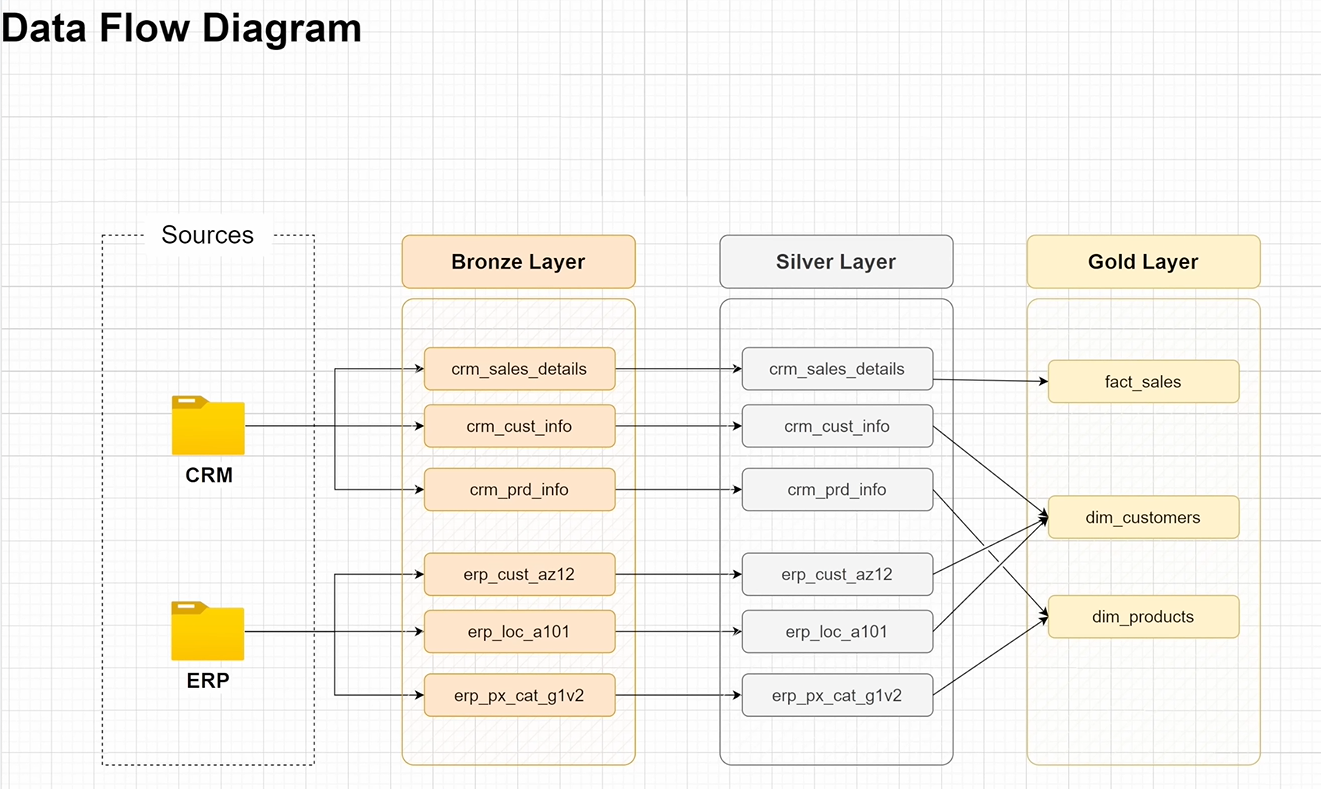 Data Flow Diagram
Sources
CRM
ERP
Bronze Layer
crm_sales_details
crm_cust_info
crm_prd_info
erp_cust_az12
erp_loc_a101
erp_px_cat_g1v2
Silver Layer
crm_sales_details
crm_cust_info
crm_prd_info
erp_cust_az12
erp_loc_a101
erp_px_cat_g1v2
Gold Layer
fact_sales
dim_customers
dim_products